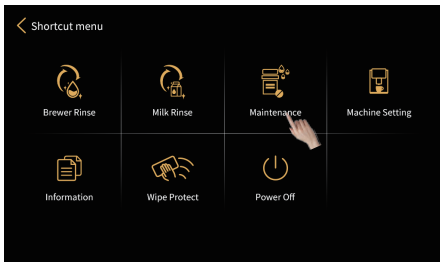 Shortcut menu
Brewer Rinse
Milk Rinse
Maintenance
Machine Setting
Information
Wipe Protect
Power Off